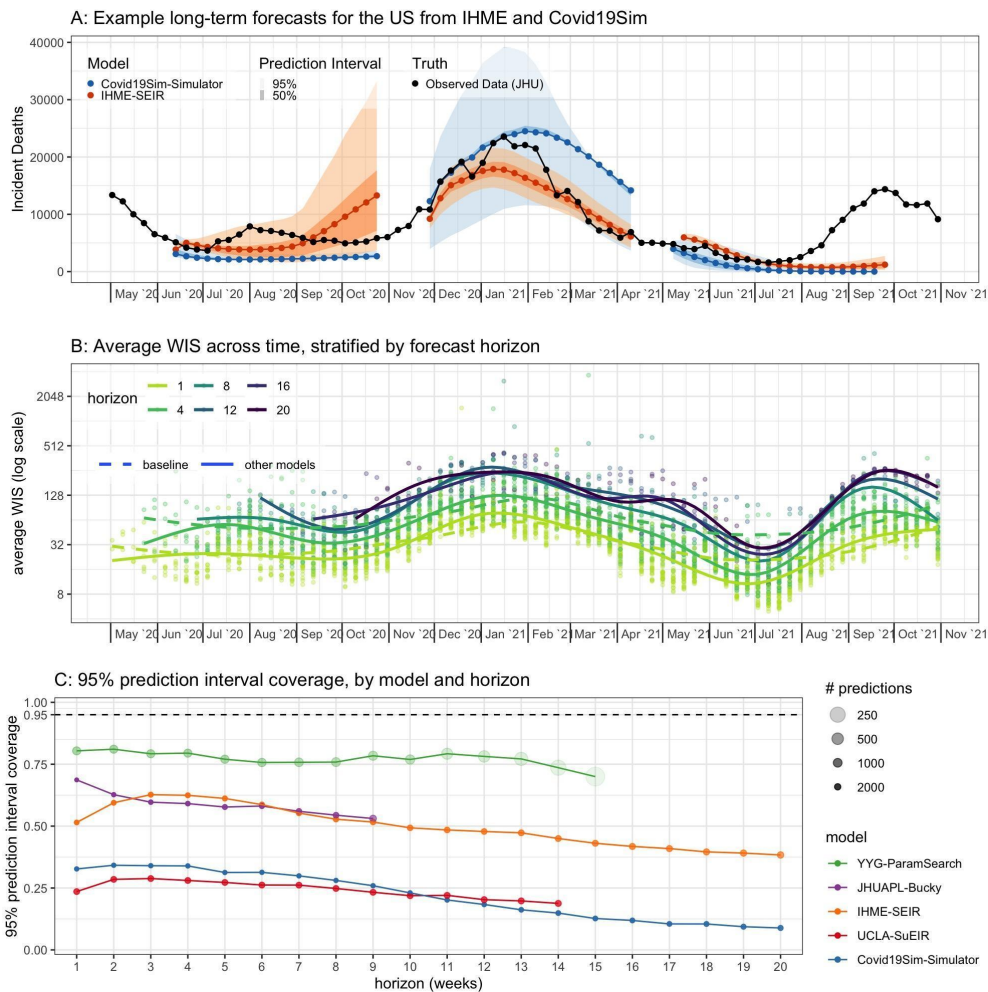 A: Example long-term forecasts for the US from IHME and Covid19Sim
Incident Deaths
40000
30000
20000
10000
0
Model
Covid19Sim-Simulator
IHME-SEIR
Prediction Interval
95%
50%
Truth
Observed Data (JHU)
May `20 Jun `20 Jul `20 Aug `20 Sep `20 Oct `20 Nov `20 Dec `20 Jan `21 Feb `21 Mar `21 Apr `21 May `21 Jun `21 Jul `21 Aug `21 Sep `21 Oct `21 Nov `21
B: Average WIS across time, stratified by forecast horizon
average WIS (log scale)
2048
512
128
32
8
horizon
1 8 16
4 12 20
baseline other models
May `20 Jun `20 Jul `20 Aug `20 Sep `20 Oct `20 Nov `20 Dec `20 Jan `21 Feb `21 Mar `21 Apr `21 May `21 Jun `21 Jul `21 Aug `21 Sep `21 Oct `21 Nov `21
C: 95% prediction interval coverage, by model and horizon
95% prediction interval coverage
1.00
0.95
0.75
0.50
0.25
0.00
1 2 3 4 5 6 7 8 9 10 11 12 13 14 15 16 17 18 19 20
horizon (weeks)
# predictions
250
500
1000
2000
model
YYG-ParamSearch
JHUAPL-Bucky
IHME-SEIR
UCLA-SuEIR
Covid19Sim-Simulator